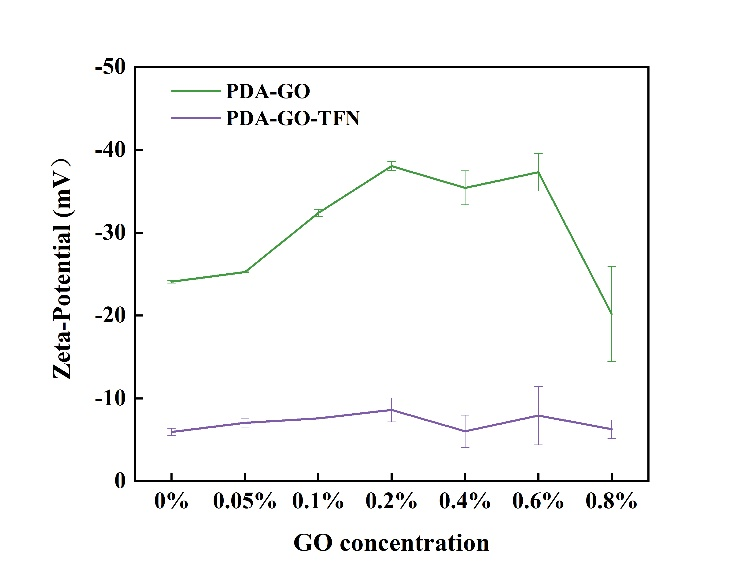 -50
-40
-30
-20
-10
0
Zeta-Potential (mV）
PDA-GO
PDA-GO-TFN
0% 0.05% 0.1% 0.2% 0.4% 0.6% 0.8%
GO concentration